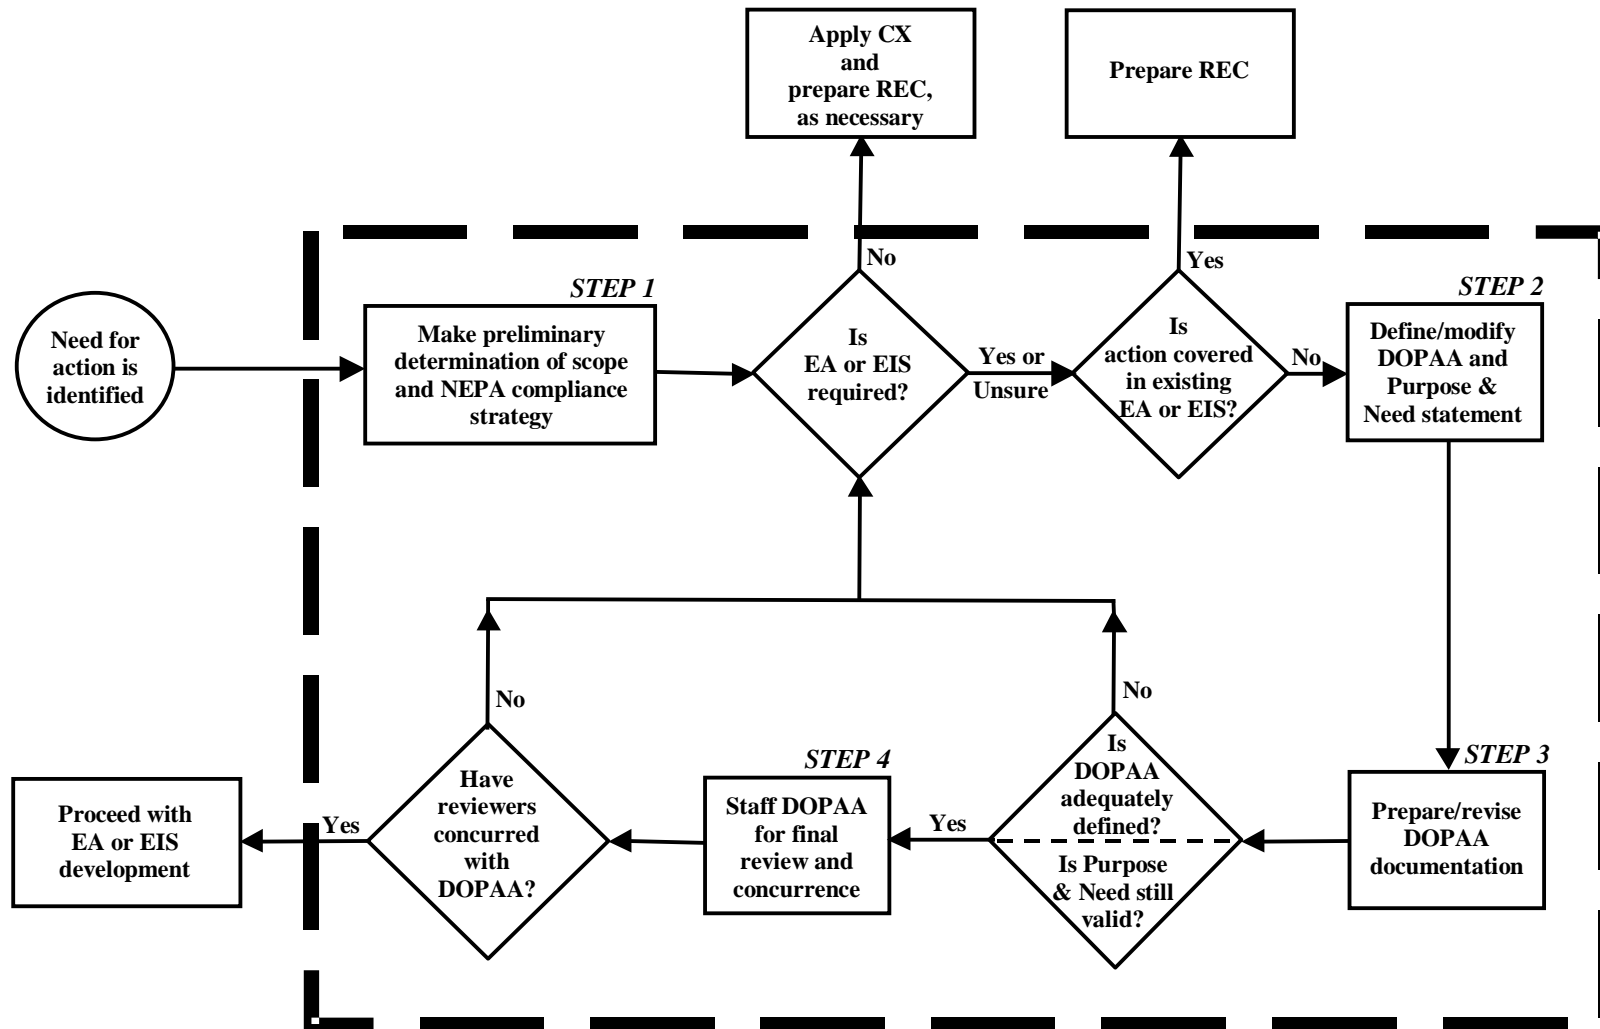 Apply CX
and
prepare REC,
as necessary
Prepare REC
No
Yes
STEP 1
STEP 2
Need for
action is
identified
Make preliminary
determination of scope
and NEPA compliance
strategy
Is
EA or EIS
required?
Yes or
Unsure
Is
action covered
in existing
EA or EIS?
No
Define/modify
DOPAA and
Purpose &
Need statement
No
No
STEP 4
STEP 3
Proceed with
EA or EIS
development
Yes
Have
reviewers
concurred
with
DOPAA?
Staff DOPAA
for final
review and
concurrence
Yes
Is
DOPAA
adequately
defined?
Is Purpose
& Need still
valid?
Prepare/revise
DOPAA
documentation